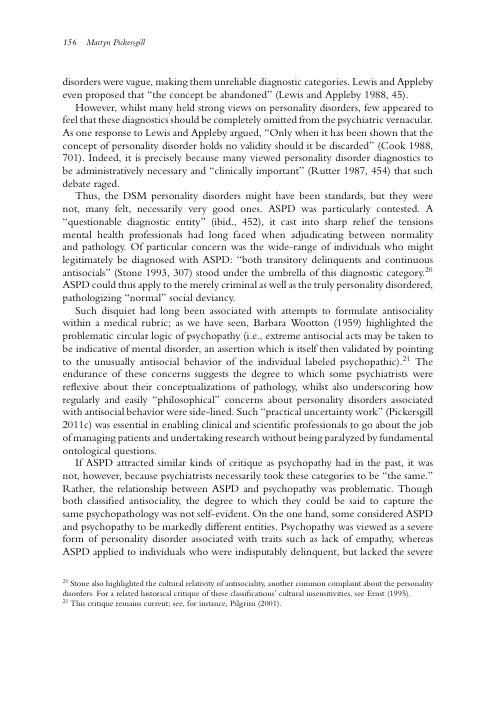 156 Martyn Pickersgill
disorders were vague, making them unreliable diagnostic categories. Lewis and Appleby
even proposed that “the concept be abandoned” (Lewis and Appleby 1988, 45).
However, whilst many held strong views on personality disorders, few appeared to
feel that these diagnostics should be completely omitted from the psychiatric vernacular.
As one response to Lewis and Appleby argued, “Only when it has been shown that the
concept of personality disorder holds no validity should it be discarded” (Cook 1988,
701). Indeed, it is precisely because many viewed personality disorder diagnostics to
be administratively necessary and “clinically important” (Rutter 1987, 454) that such
debate raged.
Thus, the DSM personality disorders might have been standards, but they were
not, many felt, necessarily very good ones. ASPD was particularly contested. A
“questionable diagnostic entity” (ibid., 452), it cast into sharp relief the tensions
mental health professionals had long faced when adjudicating between normality
and pathology. Of particular concern was the wide-range of individuals who might
legitimately be diagnosed with ASPD: “both transitory delinquents and continuous
antisocials” (Stone 1993, 307) stood under the umbrella of this diagnostic category.20
ASPD could thus apply to the merely criminal as well as the truly personality disordered,
pathologizing “normal” social deviancy.
Such disquiet had long been associated with attempts to formulate antisociality
within a medical rubric; as we have seen, Barbara Wootton (1959) highlighted the
problematic circular logic of psychopathy (i.e., extreme antisocial acts may be taken to
be indicative of mental disorder, an assertion which is itself then validated by pointing
to the unusually antisocial behavior of the individual labeled psychopathic).21 The
endurance of these concerns suggests the degree to which some psychiatrists were
reflexive about their conceptualizations of pathology, whilst also underscoring how
regularly and easily “philosophical” concerns about personality disorders associated
with antisocial behavior were side-lined. Such “practical uncertainty work” (Pickersgill
2011c) was essential in enabling clinical and scientific professionals to go about the job
of managing patients and undertaking research without being paralyzed by fundamental
ontological questions.
If ASPD attracted similar kinds of critique as psychopathy had in the past, it was
not, however, because psychiatrists necessarily took these categories to be “the same.”
Rather, the relationship between ASPD and psychopathy was problematic. Though
both classified antisociality, the degree to which they could be said to capture the
same psychopathology was not self-evident. On the one hand, some considered ASPD
and psychopathy to be markedly different entities. Psychopathy was viewed as a severe
form of personality disorder associated with traits such as lack of empathy, whereas
ASPD applied to individuals who were indisputably delinquent, but lacked the severe
20 Stone also highlighted the cultural relativity of antisociality, another common complaint about the personality
disorders. For a related historical critique of these classifications’ cultural insensitivities, see Ernst (1995).
21 This critique remains current; see, for instance, Pilgrim (2001).